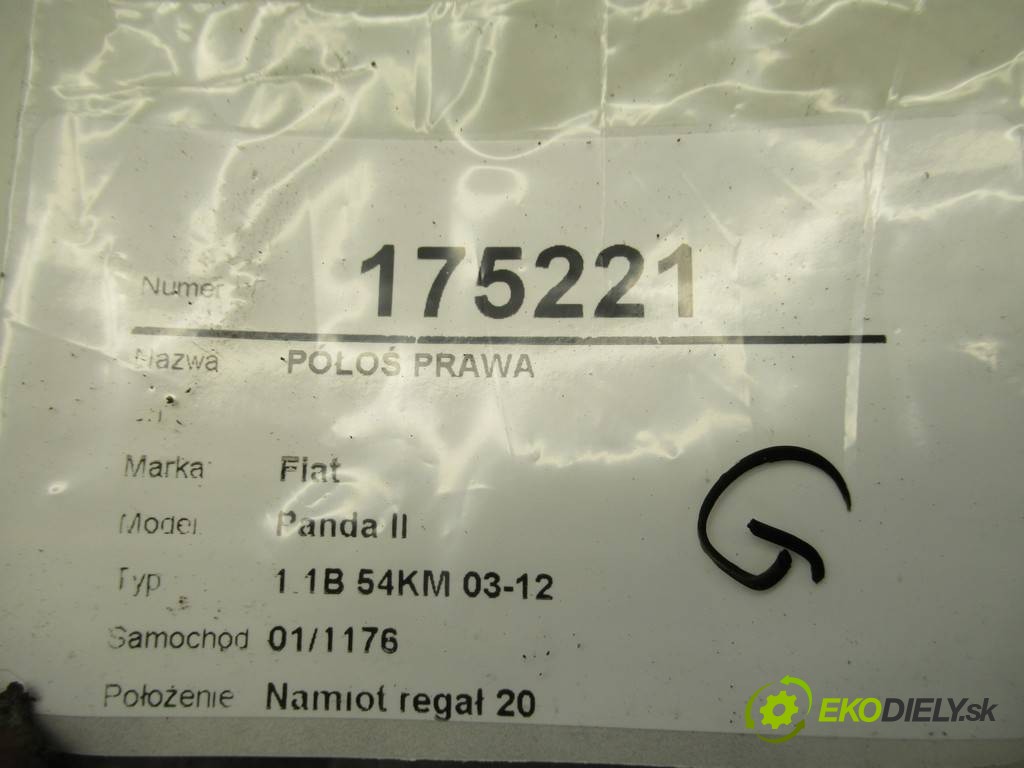 Numer 175221
Nazwa PÓŁOŚ PRAWA
Marka Fiat
Model Panda II
Typ 1.1B 54KM 03-12
Samochód 01/1176
Położenie Namiot regał 20
G
EKODIELY.sk